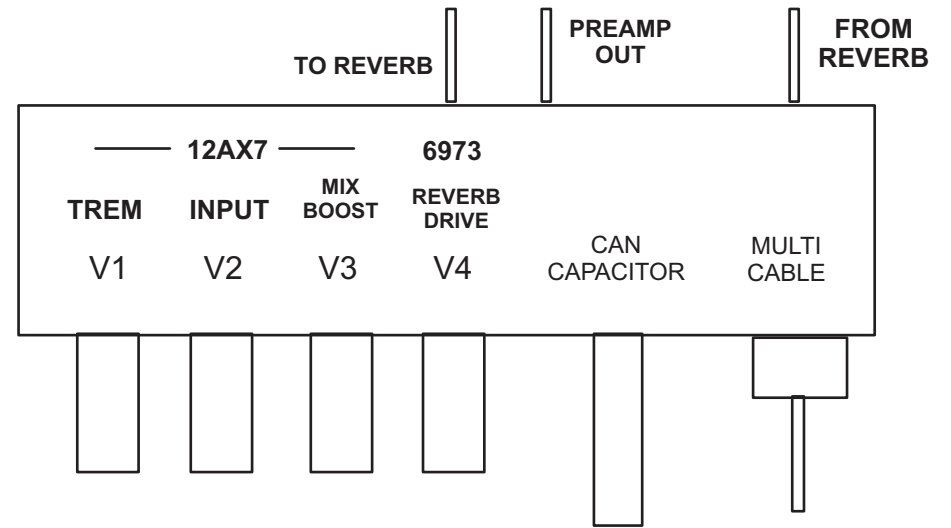 TO REVERB
PREAMP
OUT
FROM
REVERB
12AX7
6973
TREM
INPUT
MIX
BOOST
REVERB
DRIVE
V1
V2
V3
V4
CAN
CAPACITOR
MULTI
CABLE